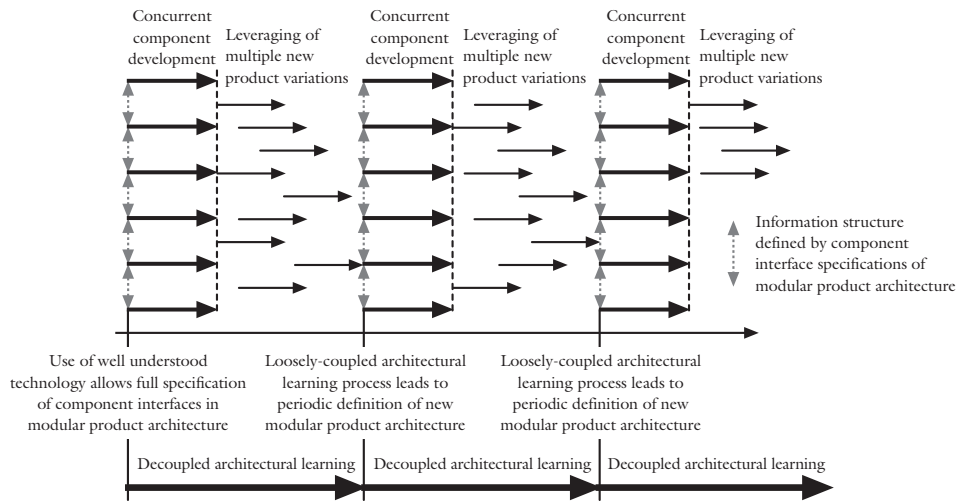 Concurrent
component
development
Leveraging of
multiple new
product variations
Concurrent
component
development
Leveraging of
multiple new
product variations
Concurrent
component
development
Leveraging of
multiple new
product variations
Information structure
defined by component
interface specifications of
modular product architecture
Use of well understood
technology allows full specification
of component interfaces in
modular product architecture
Loosely-coupled architectural
learning process leads to
periodic definition of new
modular product architecture
Loosely-coupled architectural
learning process leads to
periodic definition of new
modular product architecture
Decoupled architectural learning
Decoupled architectural learning
Decoupled architectural learning